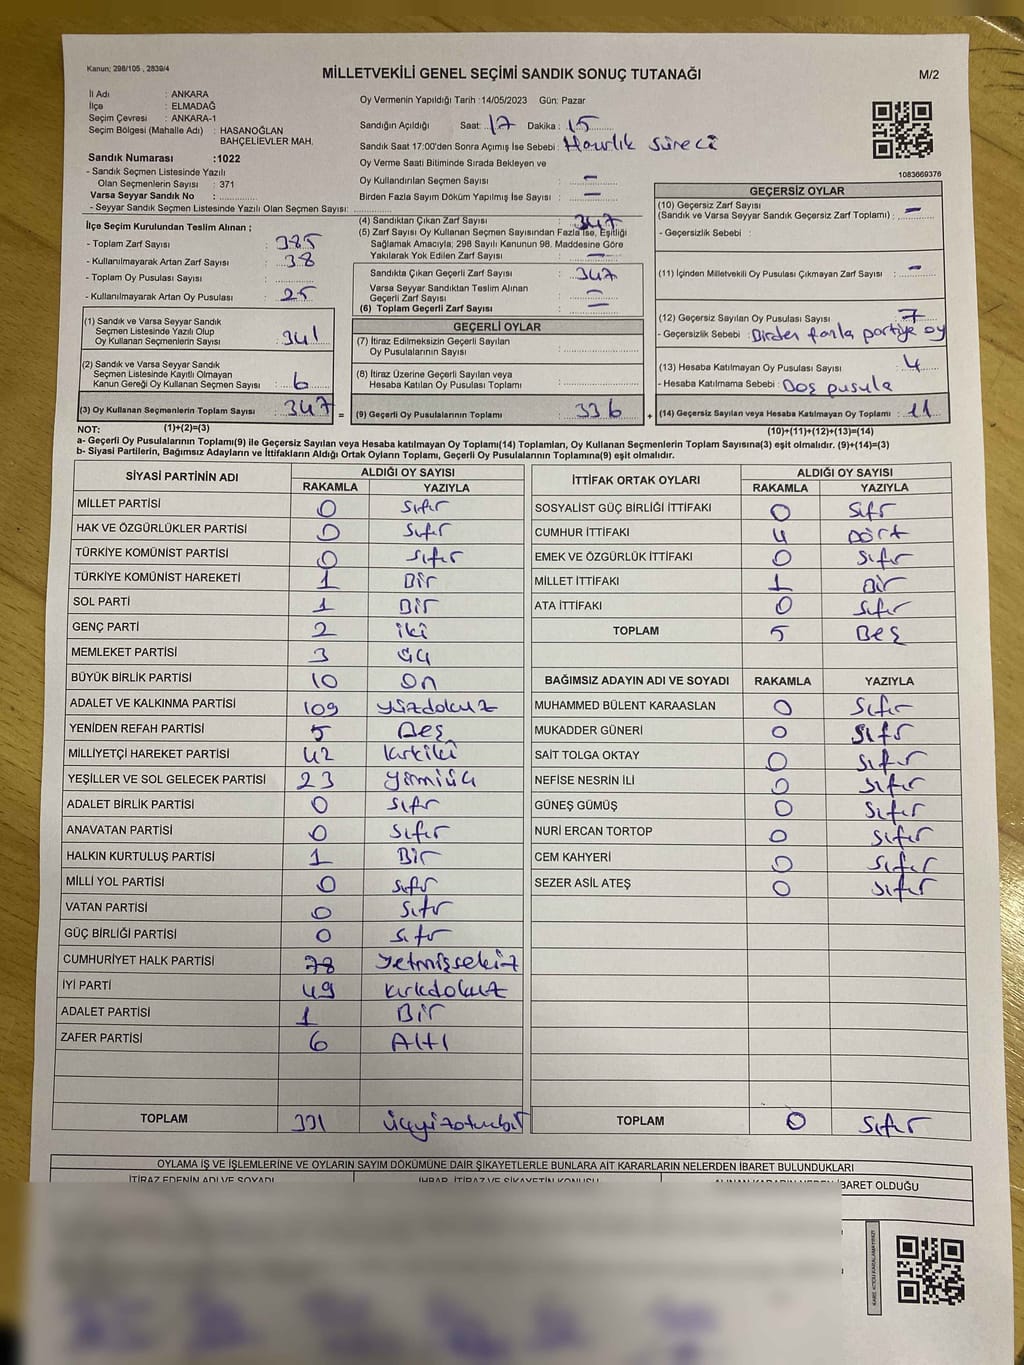 Kanun; 298/105 , 2839/4
MİLLETVEKİLİ GENEL SEÇİMİ SANDIK SONUÇ TUTANAĞI
M/2
İl Adı : ANKARA
İlçe : ELMADAĞ
Seçim Çevresi : ANKARA-1
Seçim Bölgesi (Mahalle Adı) : HASANOĞLAN
BAHÇELİEVLER MAH.
Sandık Numarası :1022
- Sandık Seçmen Listesinde Yazılı
Olan Seçmenlerin Sayısı : 371
Varsa Seyyar Sandık No :
- Seyyar Sandık Seçmen Listesinde Yazılı Olan Seçmen Sayısı:
Oy Vermenin Yapıldığı Tarih :14/05/2023 Gün: Pazar
Sandığın Açıldığı Saat: 17 Dakika : 15
Sandık Saat 17:00'den Sonra Açımış İse Sebebi : Hazırlık Süreci
Oy Verme Saati Bitiminde Sırada Bekleyen ve
Oy Kullandırılan Seçmen Sayısı : –
Birden Fazla Sayım Döküm Yapılmış İse Sayısı : –
1083669376
İlçe Seçim Kurulundan Teslim Alınan ;
- Toplam Zarf Sayısı : 385
- Kullanılmayarak Artan Zarf Sayısı : 38
- Toplam Oy Pusulası Sayısı :
- Kullanılmayarak Artan Oy Pusulası : 25
(4) Sandıktan Çıkan Zarf Sayısı : 347
(5) Zarf Sayısı Oy Kullanan Seçmen Sayısından Fazla İse, Eşitliği
Sağlamak Amacıyla; 298 Sayılı Kanunun 98. Maddesine Göre
Yakılarak Yok Edilen Zarf Sayısı : –
Sandıkta Çıkan Geçerli Zarf Sayısı : 347
Varsa Seyyar Sandıktan Teslim Alınan
Geçerli Zarf Sayısı : –
(6) Toplam Geçerli Zarf Sayısı : –
GEÇERSİZ OYLAR
(10) Geçersiz Zarf Sayısı
(Sandık ve Varsa Seyyar Sandık Geçersiz Zarf Toplamı) : –
- Geçersizlik Sebebi :
(11) İçinden Milletvekili Oy Pusulası Çıkmayan Zarf Sayısı : –
(12) Geçersiz Sayılan Oy Pusulası Sayısı : 7
- Geçersizlik Sebebi : Birden fazla partiye oy
(13) Hesaba Katılmayan Oy Sayısı : 4
- Hesaba Katılmama Sebebi : Boş pusula
(14) Geçersiz Sayılan veya Hesaba Katılmayan Oy Toplamı : 11
(1) Sandık ve Varsa Seyyar Sandık
Seçmen Listesinde Yazılı Olup
Oy Kullanan Seçmenlerin Sayısı : 341
(2) Sandık ve Varsa Seyyar Sandık
Seçmen Listesinde Kayıtlı Olmayan
Kanun Gereği Oy Kullanan Seçmen Sayısı : 6
(3) Oy Kullanan Seçmenlerin Toplam Sayısı : 347 =
GEÇERLİ OYLAR
(7) İtiraz Edilmeksizin Geçerli Sayılan
Oy Pusulalarının Sayısı :
(8) İtiraz Üzerine Geçerli Sayılan veya
Hesaba Katılan Oy Pusulası Toplamı :
(9) Geçerli Oy Pusulalarının Toplamı : 336 +
NOT: (1)+(2)=(3)
(10)+(11)+(12)+(13)=(14)
a- Geçerli Oy Pusulalarının Toplamı(9) ile Geçersiz Sayılan veya Hesaba katılmayan Oy Toplamı(14) Toplamları, Oy Kullanan Seçmenlerin Toplam Sayısına(3) eşit olmalıdır. (9)+(14)=(3)
b- Siyasi Partilerin, Bağımsız Adayların ve İttifakların Aldığı Ortak Oyların Toplamı, Geçerli Oy Pusulalarının Toplamına(9) eşit olmalıdır.
SİYASİ PARTİNİN ADI ALDIĞI OY SAYISI
RAKAMLA YAZIYLA
MİLLET PARTİSİ 0 Sıfır
HAK VE ÖZGÜRLÜKLER PARTİSİ 0 Sıfır
TÜRKİYE KOMÜNİST PARTİSİ 0 Sıfır
TÜRKİYE KOMÜNİST HAREKETİ 1 Bir
SOL PARTİ 1 Bir
GENÇ PARTİ 2 iki
MEMLEKET PARTİSİ 3 üç
BÜYÜK BİRLİK PARTİSİ 10 On
ADALET VE KALKINMA PARTİSİ 109 yüzdokuz
YENİDEN REFAH PARTİSİ 5 Beş
MİLLİYETÇİ HAREKET PARTİSİ 42 kırkiki
YEŞİLLER VE SOL GELECEK PARTİSİ 23 yirmiüç
ADALET BİRLİK PARTİSİ 0 sıfır
ANAVATAN PARTİSİ 0 sıfır
HALKIN KURTULUŞ PARTİSİ 1 Bir
MİLLİ YOL PARTİSİ 0 sıfır
VATAN PARTİSİ 0 sıfır
GÜÇ BİRLİĞİ PARTİSİ 0 sıfır
CUMHURİYET HALK PARTİSİ 78 yetmişsekiz
İYİ PARTİ 49 kırkdokuz
ADALET PARTİSİ 1 Bir
ZAFER PARTİSİ 6 Altı
TOPLAM 331 üçyüzotuzbir
İTTİFAK ORTAK OYLARI ALDIĞI OY SAYISI
RAKAMLA YAZIYLA
SOSYALİST GÜÇ BİRLİĞİ İTTİFAKI 0 Sıfır
CUMHUR İTTİFAKI 4 Dört
EMEK VE ÖZGÜRLÜK İTTİFAKI 0 Sıfır
MİLLET İTTİFAKI 1 Bir
ATA İTTİFAKI 0 Sıfır
TOPLAM 5 Beş
BAĞIMSIZ ADAYIN ADI VE SOYADI RAKAMLA YAZIYLA
MUHAMMED BÜLENT KARAASLAN 0 Sıfır
MUKADDER GÜNERİ 0 Sıfır
SAİT TOLGA OKTAY 0 Sıfır
NEFİSE NESRİN İLİ 0 Sıfır
GÜNEŞ GÜMÜŞ 0 Sıfır
NURİ ERCAN TORTOP 0 Sıfır
CEM KAHYERİ 0 Sıfır
SEZER ASİL ATEŞ 0 Sıfır
TOPLAM 0 Sıfır
OYLAMA İŞ VE İŞLEMLERİNE VE OYLARIN SAYIM DÖKÜMÜNE DAİR ŞİKAYETLERLE BUNLARA AİT KARARLARIN NELERDEN İBARET BULUNDUKLARI
İTİRAZ EDENİN ADI VE SOYADI İHBAR, İTİRAZ VE ŞİKAYETİN KONUSU ALINAN KARARIN NEDEN İBARET OLDUĞU